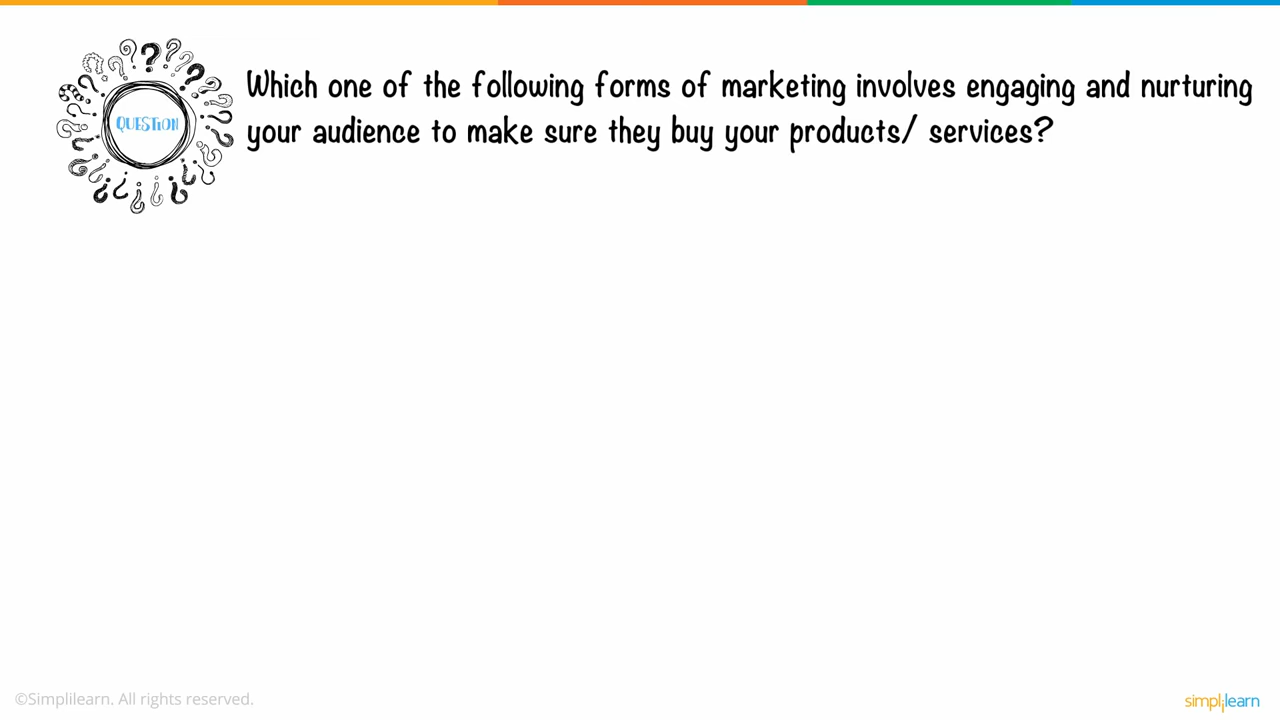 QUESTION
Which one of the following forms of marketing involves engaging and nurturing
your audience to make sure they buy your products/ services?
©Simplilearn. All rights reserved.
simplilearn